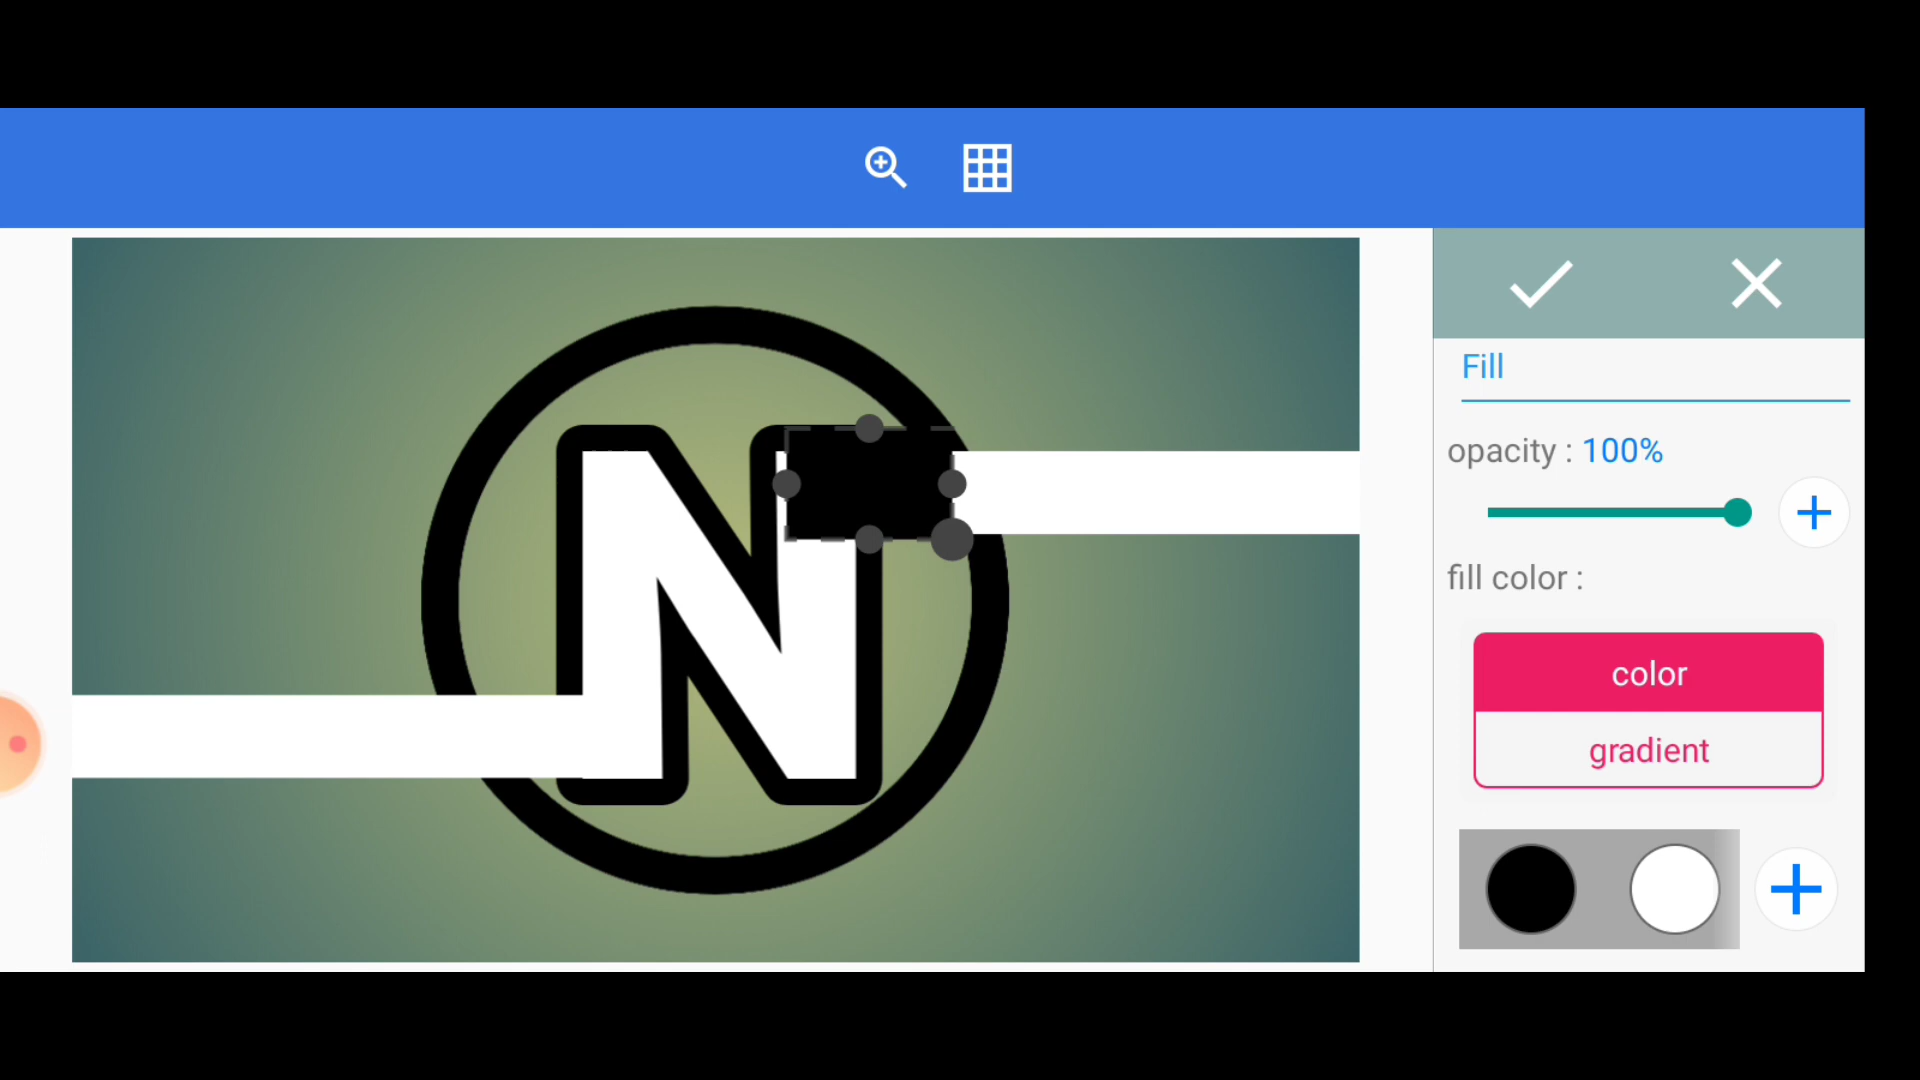 N
Fill
opacity : 100%
fill color :
color
gradient